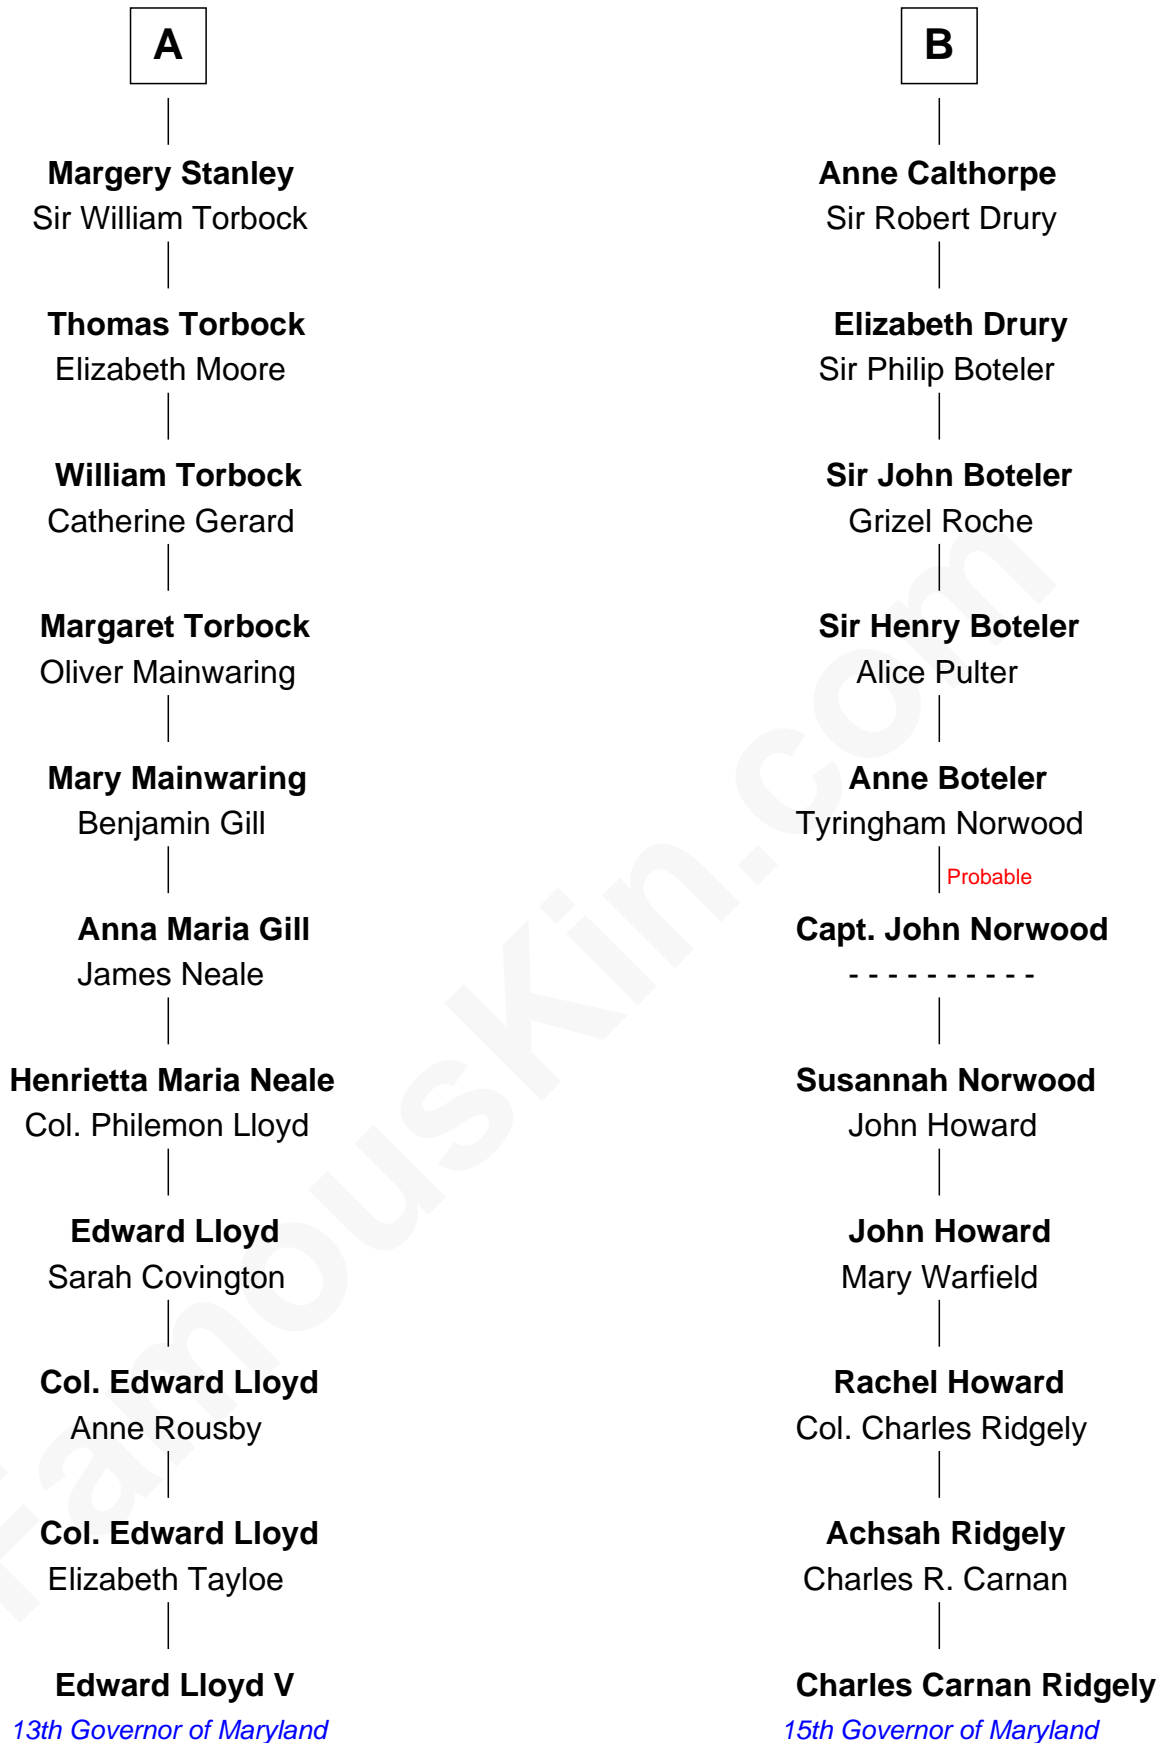 A
Margery Stanley
Sir William Torbock
Thomas Torbock
Elizabeth Moore
William Torbock
Catherine Gerard
Margaret Torbock
Oliver Mainwaring
Mary Mainwaring
Benjamin Gill
Anna Maria Gill
James Neale
Henrietta Maria Neale
Col. Philemon Lloyd
Edward Lloyd
Sarah Covington
Col. Edward Lloyd
Anne Rousby
Col. Edward Lloyd
Elizabeth Tayloe
Edward Lloyd V
13th Governor of Maryland
B
Anne Calthorpe
Sir Robert Drury
Elizabeth Drury
Sir Philip Boteler
Sir John Boteler
Grizel Roche
Sir Henry Boteler
Alice Pulter
Anne Boteler
Tyringham Norwood
Probable
Capt. John Norwood
- - - - - - - - - -
Susannah Norwood
John Howard
John Howard
Mary Warfield
Rachel Howard
Col. Charles Ridgely
Achsah Ridgely
Charles R. Carnan
Charles Carnan Ridgely
15th Governor of Maryland
FamousKin.com